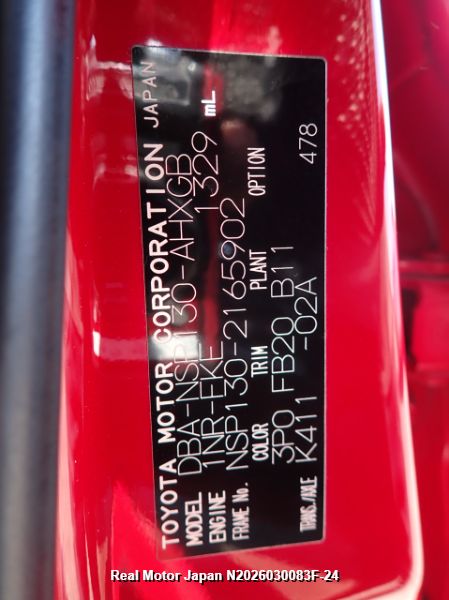 TOYOTA MOTOR CORPORATION JAPAN
MODEL DBA-NSP130-AHXGB
ENGINE 1NR-FKE 1329 mL
FRAME No. NSP130-2165902
COLOR TRIM PLANT OPTION
3P0 FB20 B11
TRANS./AXLE K411 -02A 478
Real Motor Japan N2026030083F-24